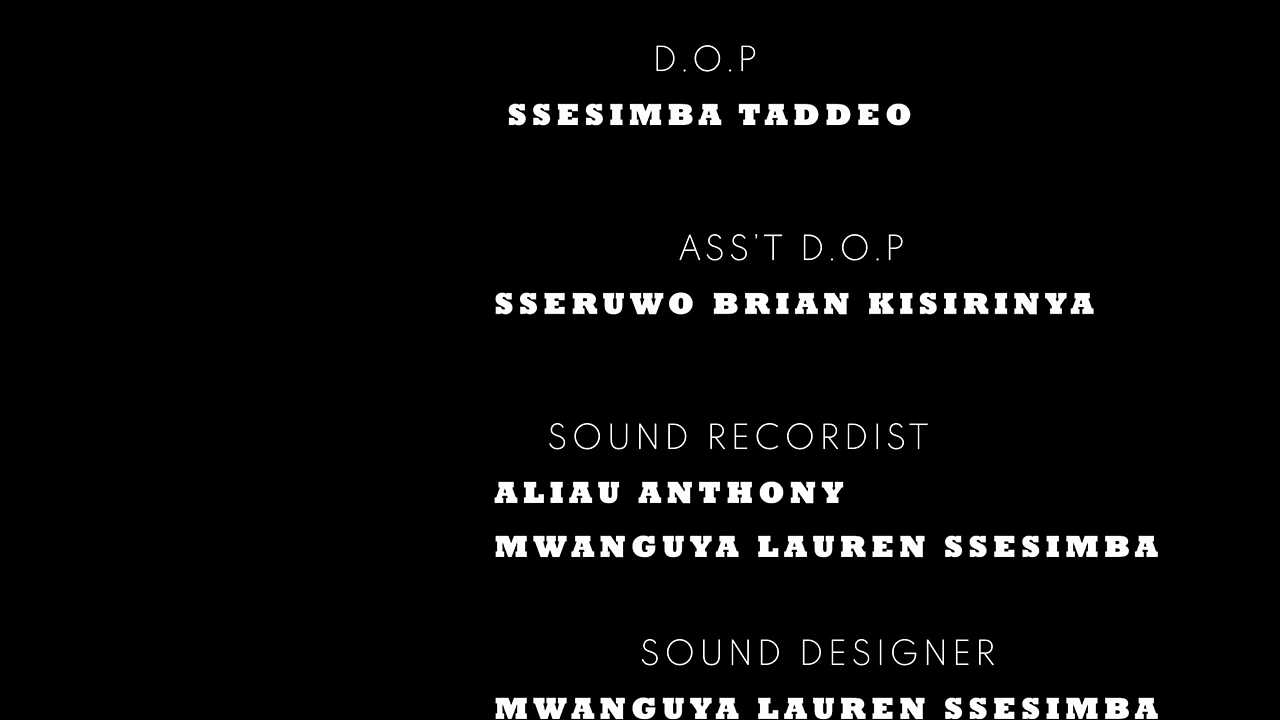 D.O.P
SSESIMBA TADDEO
ASS'T D.O.P
SSERUWO BRIAN KISIRINYA
SOUND RECORDIST
ALIAU ANTHONY
MWANGUYA LAUREN SSESIMBA
SOUND DESIGNER
MWANGUYA LAUREN SSESIMBA